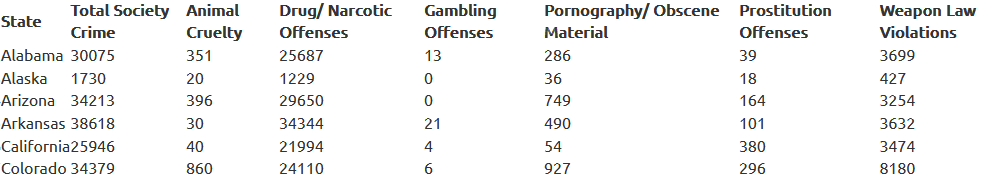 State Total Society Crime Animal Cruelty Drug/ Narcotic Offenses Gambling Offenses Pornography/ Obscene Material Prostitution Offenses Weapon Law Violations
Alabama 30075 351 25687 13 286 39 3699
Alaska 1730 20 1229 0 36 18 427
Arizona 34213 396 29650 0 749 164 3254
Arkansas 38618 30 34344 21 490 101 3632
California 25946 40 21994 4 54 380 3474
Colorado 34379 860 24110 6 927 296 8180